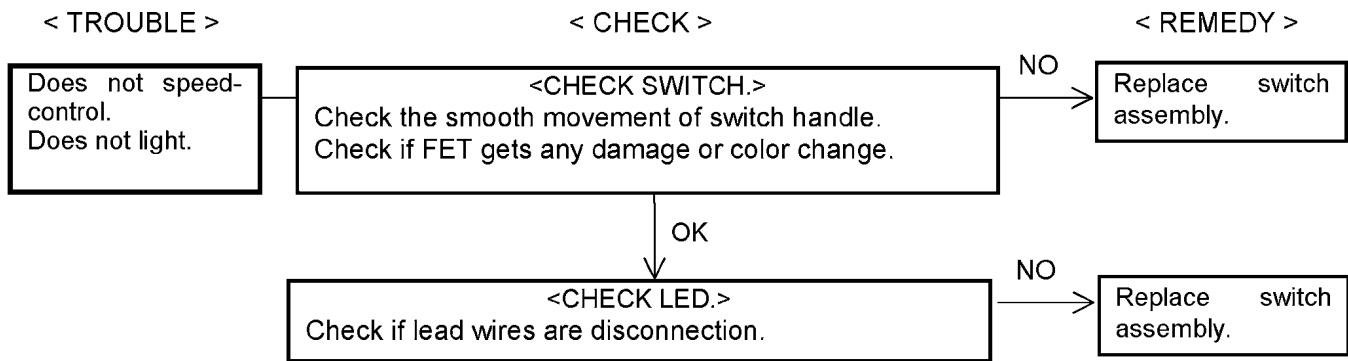 < TROUBLE >
< CHECK >
< REMEDY >
Does not speed-
control.
Does not light.
<CHECK SWITCH.>
Check the smooth movement of switch handle.
Check if FET gets any damage or color change.
NO
Replace switch
assembly.
OK
<CHECK LED.>
Check if lead wires are disconnection.
NO
Replace switch
assembly.